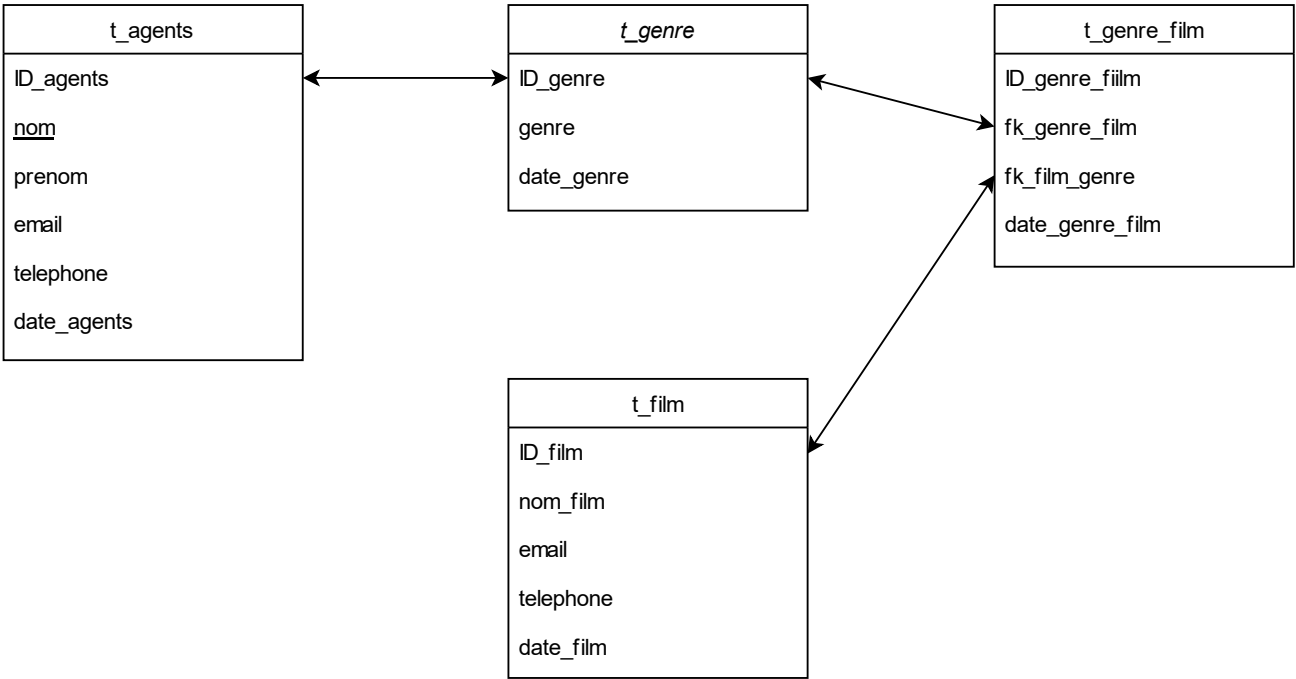 t_agents
ID_agents
nom
prenom
email
telephone
date_agents
t_genre
ID_genre
genre
date_genre
t_genre_film
ID_genre_fiilm
fk_genre_film
fk_film_genre
date_genre_film
t_film
ID_film
nom_film
email
telephone
date_film